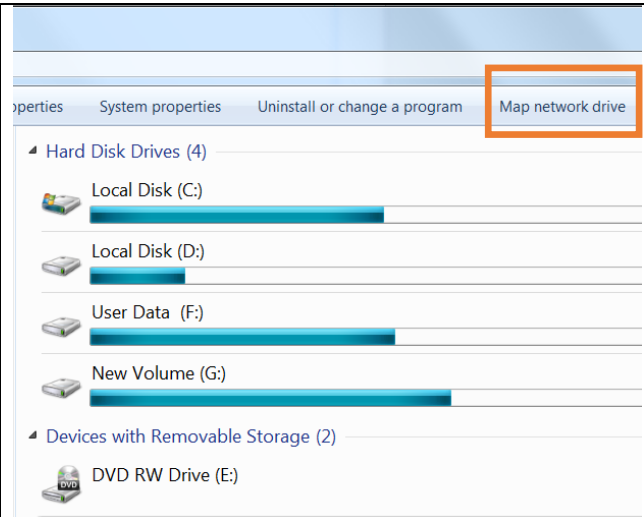 operties System properties Uninstall or change a program Map network drive
Hard Disk Drives (4)
Local Disk (C:)
Local Disk (D:)
User Data (F:)
New Volume (G:)
Devices with Removable Storage (2)
DVD RW Drive (E:)
DVD